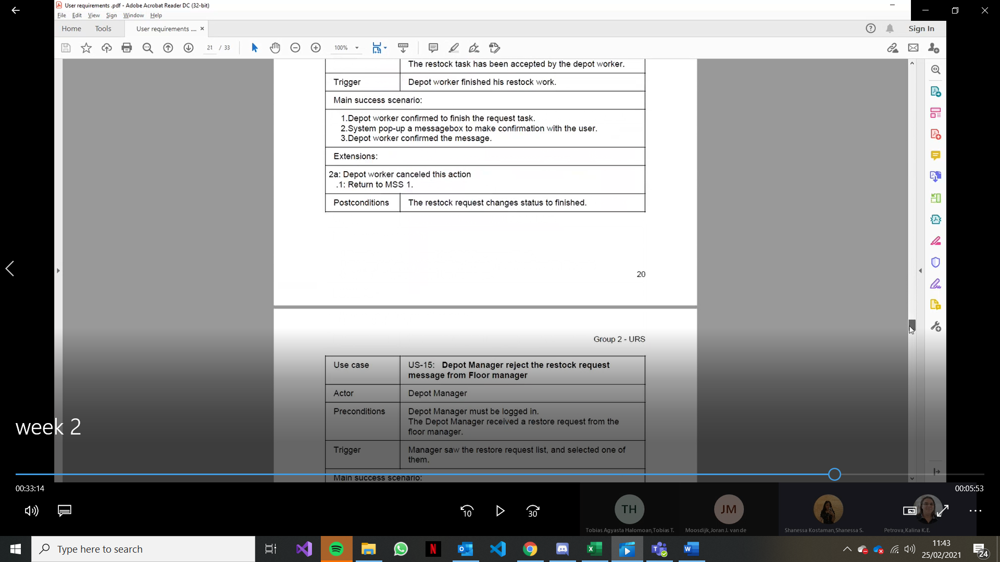 User requirements .pdf - Adobe Acrobat Reader DC (32-bit)
File Edit View Sign Window Help
Home Tools User requirements .... × Sign In
21 / 33 100%
The restock task has been accepted by the depot worker.
Trigger Depot worker finished his restock work.
Main success scenario:
1.Depot worker confirmed to finish the request task.
2.System pop-up a messagebox to make confirmation with the user.
3.Depot worker confirmed the message.
Extensions:
2a: Depot worker canceled this action
.1: Return to MSS 1.
Postconditions The restock request changes status to finished.
20
Group 2 - URS
Use case US-15: Depot Manager reject the restock request
message from Floor manager
Actor Depot Manager
Preconditions Depot Manager must be logged in.
The Depot Manager received a restore request from the
floor manager.
Trigger Manager saw the restore request list, and selected one of
them.
Main success scenario:
week 2
00:33:14 00:05:53
10 30
TH JM
Tobias Agyasta Halomoan,Tobias T. Moosdijk,Joran J. van de Shanessa Kostaman,Shanessa S. Petrova,Kalina K.E.
Type here to search
11:43
25/02/2021
24